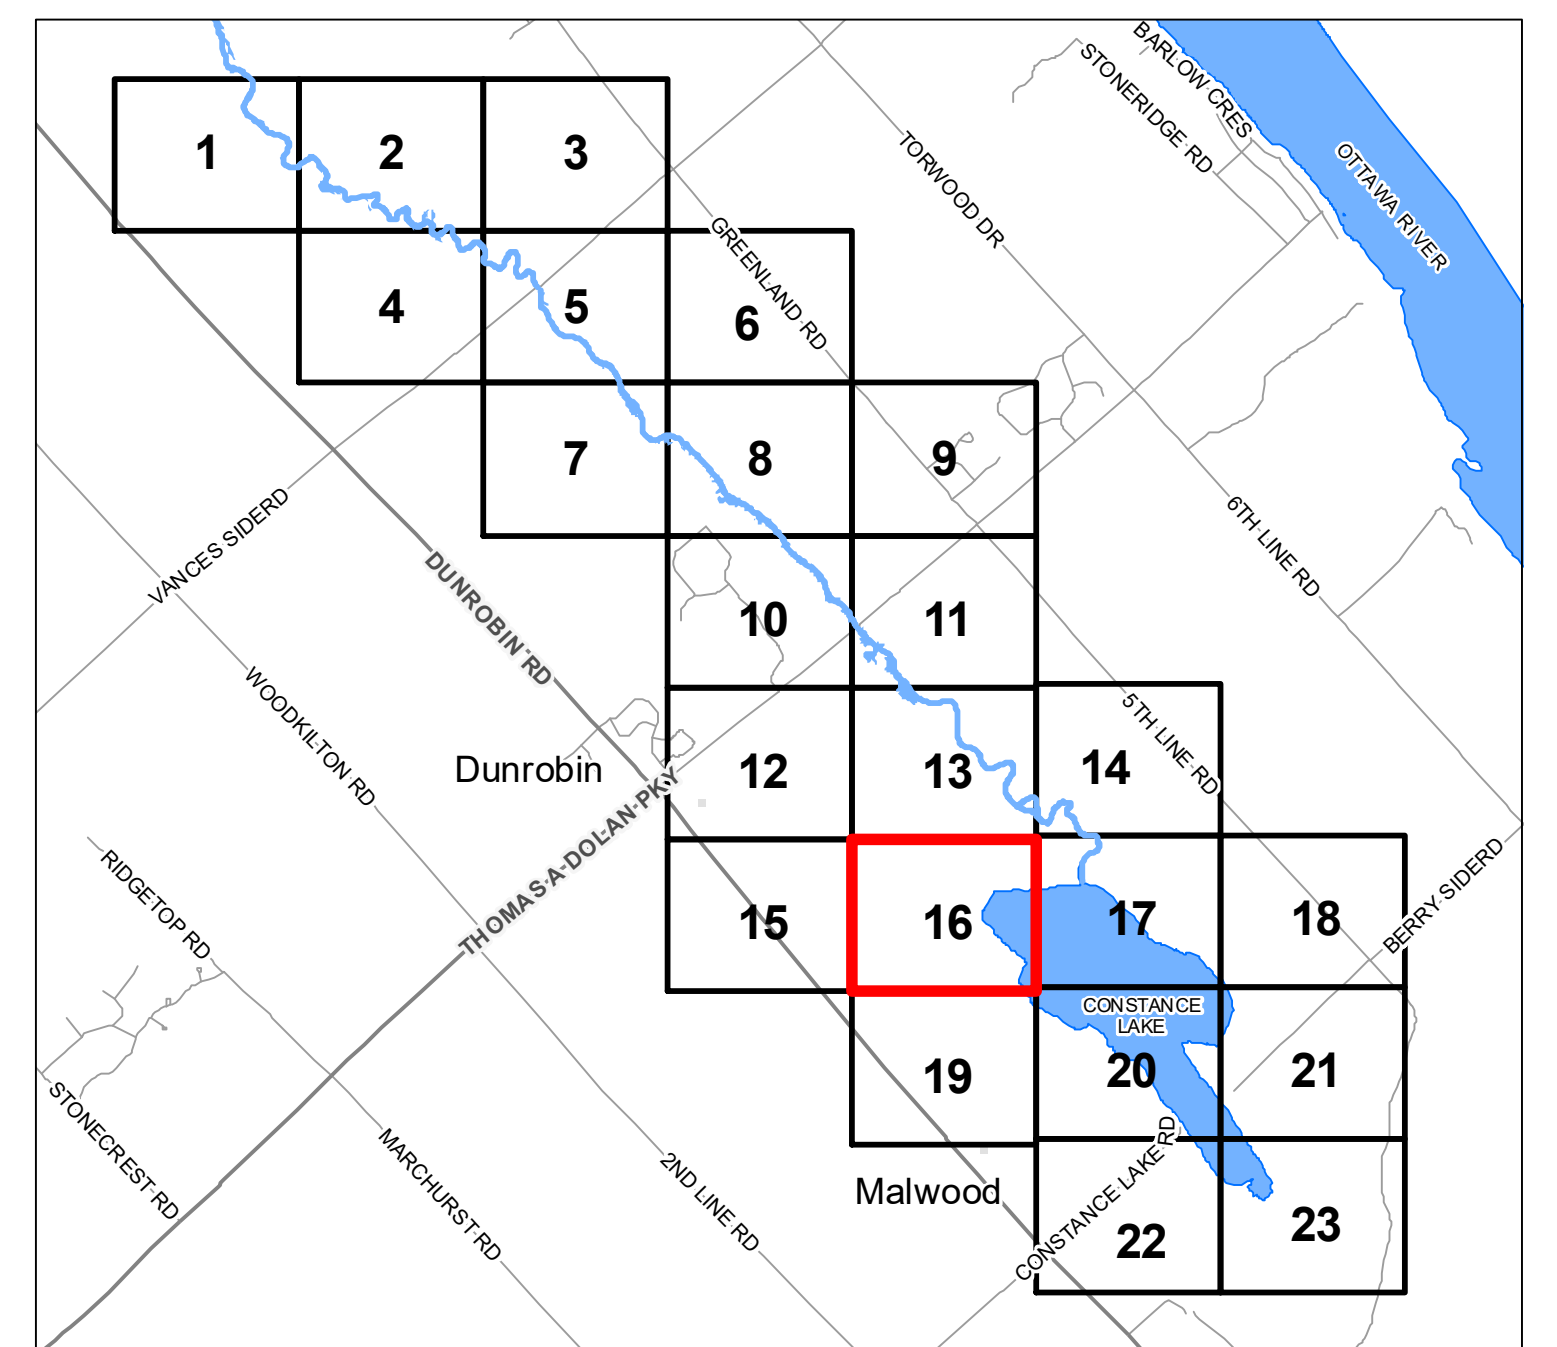 BARLOW CRES
STONERIDGE RD
OTTAWA RIVER
TORWOOD DR
1
2
3
GREENLAND RD
4
5
6
7
8
9
6TH LINE RD
VANCES SIDERD
DUNROBIN RD
10
11
WOODKILTON RD
5TH LINE RD
Dunrobin
12
13
14
THOMAS A DOLAN PKY
RIDGETOP RD
15
16
17
18
BERRY SIDERD
CONSTANCE
LAKE
19
20
21
STONECREST RD
MARCHURST RD
2ND LINE RD
Malwood
CONSTANCE LAKE RD
22
23